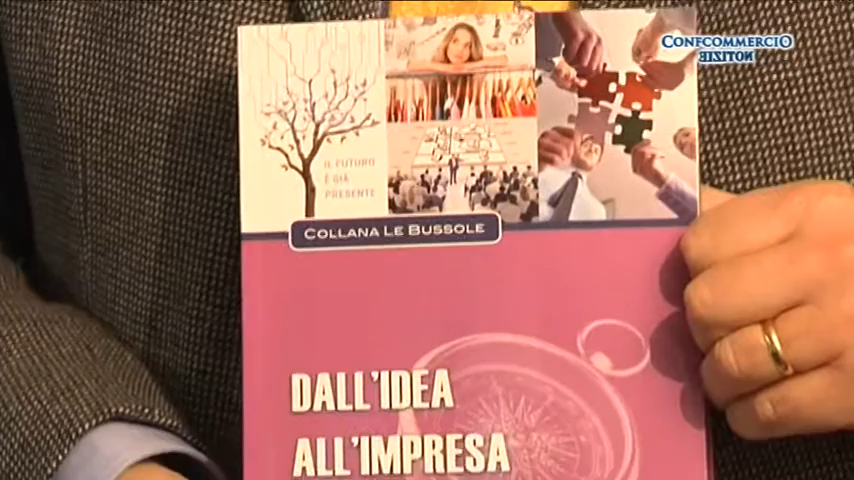 CONFCOMMERCIO
NOTIZIE
IL FUTURO
È GIÀ
PRESENTE
COLLANA LE BUSSOLE
DALL'IDEA
ALL'IMPRESA